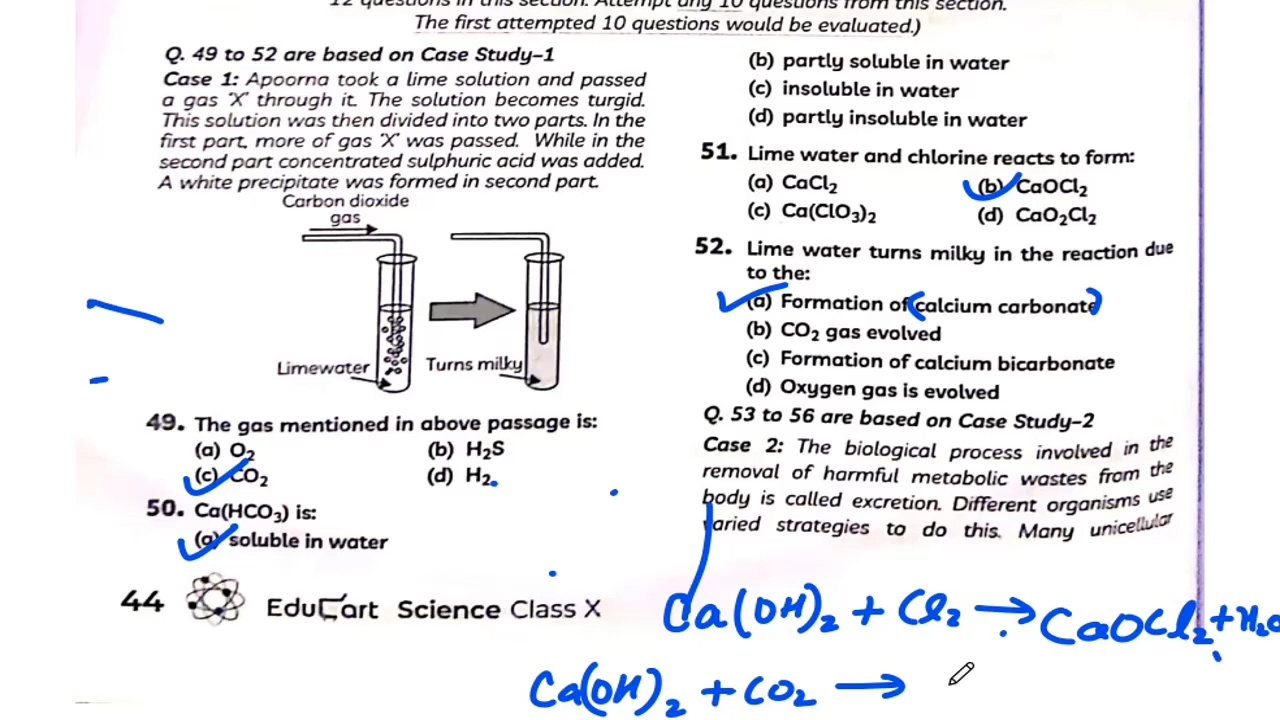 12 questions in this section. Attempt any 10 questions from this section.
The first attempted 10 questions would be evaluated.)
Q. 49 to 52 are based on Case Study–1
Case 1: Apoorna took a lime solution and passed
a gas ‘X’ through it. The solution becomes turgid.
This solution was then divided into two parts. In the
first part, more of gas ‘X’ was passed. While in the
second part concentrated sulphuric acid was added.
A white precipitate was formed in second part.
Carbon dioxide
gas
Limewater
Turns milky
49. The gas mentioned in above passage is:
(a) O₂ (b) H₂S
(c) CO₂ (d) H₂
50. Ca(HCO₃) is:
(a) soluble in water
(b) partly soluble in water
(c) insoluble in water
(d) partly insoluble in water
51. Lime water and chlorine reacts to form:
(a) CaCl₂ (b) CaOCl₂
(c) Ca(ClO₃)₂ (d) CaO₂Cl₂
52. Lime water turns milky in the reaction due
to the:
(a) Formation of calcium carbonate
(b) CO₂ gas evolved
(c) Formation of calcium bicarbonate
(d) Oxygen gas is evolved
Q. 53 to 56 are based on Case Study–2
Case 2: The biological process involved in the
removal of harmful metabolic wastes from the
body is called excretion. Different organisms use
varied strategies to do this. Many unicellular
44 EduCart Science Class X
Ca(OH)₂ + Cl₂ → CaOCl₂ + H₂O
Ca(OH)₂ + CO₂ →